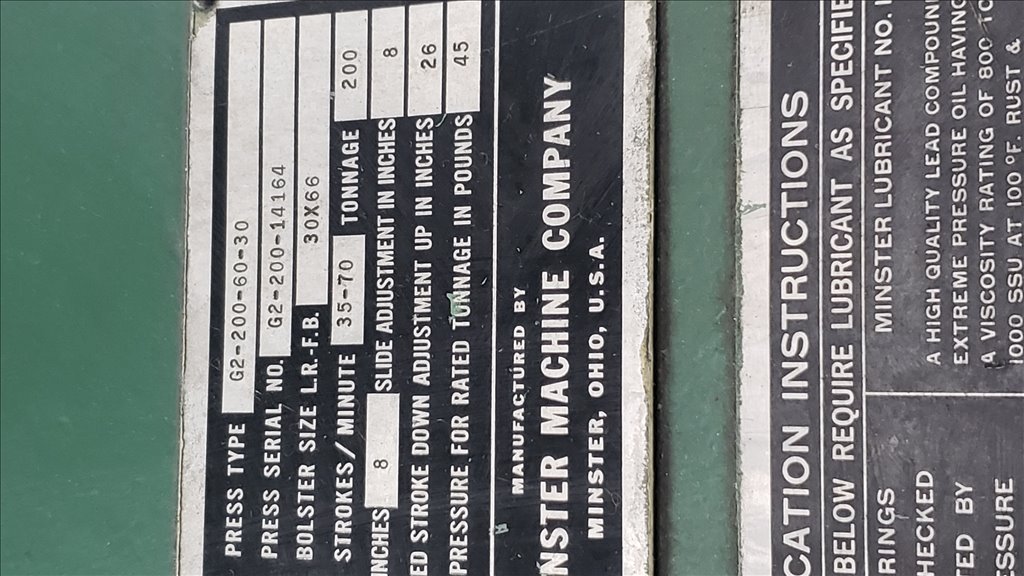 PRESS TYPE G2-200-60-30
PRESS SERIAL NO. G2-200-14164
BOLSTER SIZE L.R.-F.B. 30X66
STROKES/MINUTE 35-70 TONNAGE 200
INCHES 8 SLIDE ADJUSTMENT IN INCHES 8
ED STROKE DOWN ADJUSTMENT UP IN INCHES 26
PRESSURE FOR RATED TONNAGE IN POUNDS 45
MANUFACTURED BY
NSTER MACHINE COMPANY
MINSTER, OHIO, U.S.A.
CATION INSTRUCTIONS
BELOW REQUIRE LUBRICANT AS SPECIFIE
RINGS
HECKED
TED BY
SSURE
MINSTER LUBRICANT NO.
A HIGH QUALITY LEAD COMPOUN
EXTREME PRESSURE OIL HAVING
A VISCOSITY RATING OF 800 TO
1000 SSU AT 100 °F. RUST &